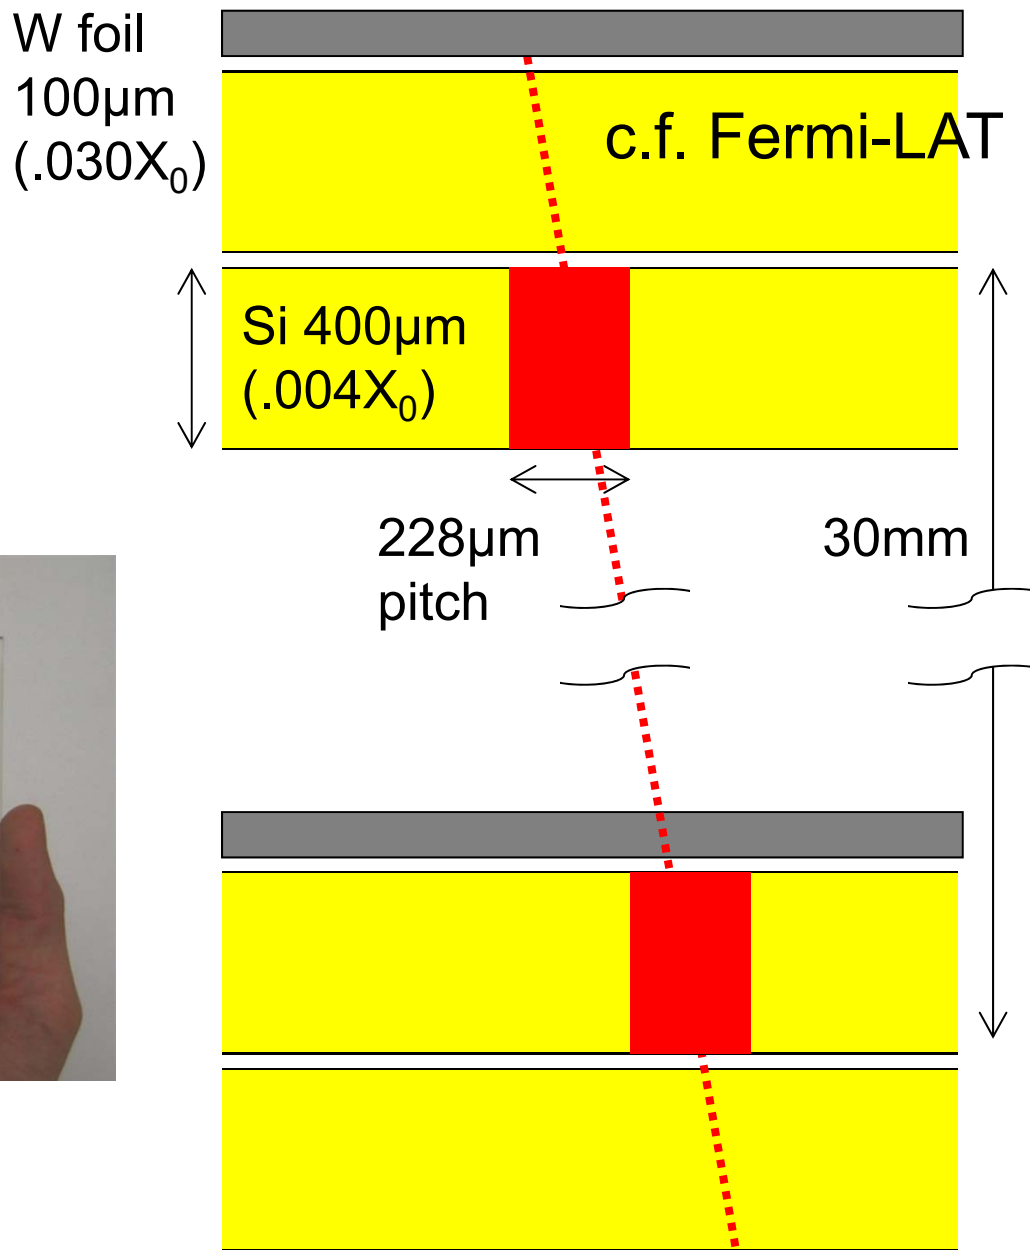 W foil
100μm
(.030X₀)
c.f. Fermi-LAT
Si 400μm
(.004X₀)
228μm
pitch
30mm